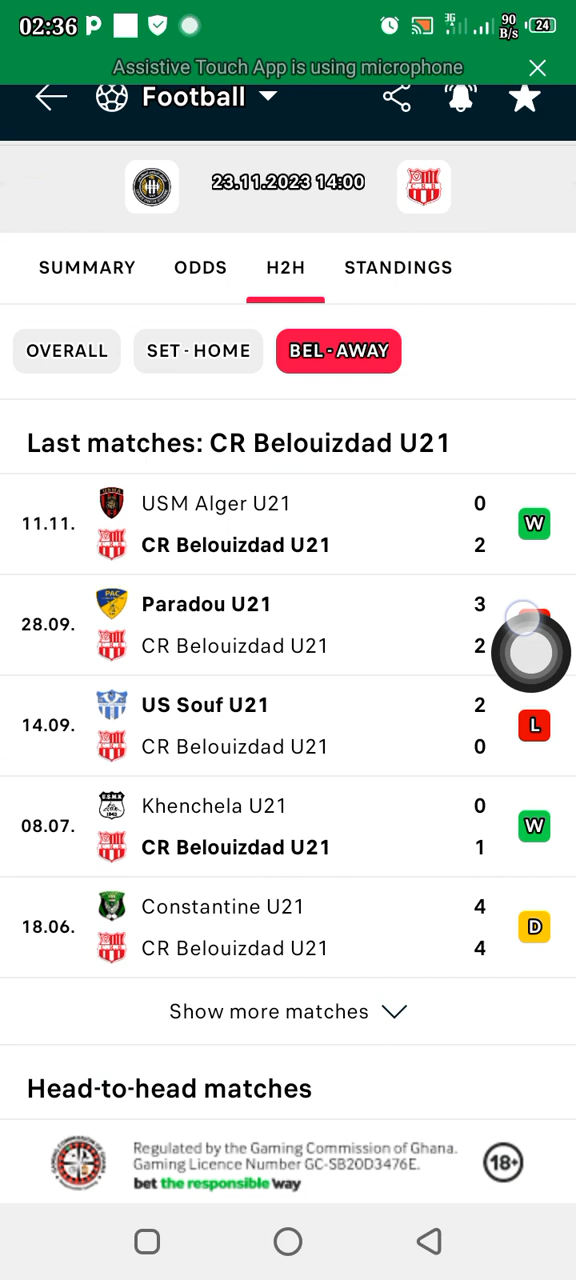 02:36
3G
90 B/s
24
Assistive Touch App is using microphone
Football
23.11.2023 14:00
SUMMARY ODDS H2H STANDINGS
OVERALL SET - HOME BEL - AWAY
Last matches: CR Belouizdad U21
USM Alger U21 0
11.11. W
CR Belouizdad U21 2
Paradou U21 3
28.09.
CR Belouizdad U21 2
US Souf U21 2
14.09. L
CR Belouizdad U21 0
Khenchela U21 0
08.07. W
CR Belouizdad U21 1
Constantine U21 4
18.06. D
CR Belouizdad U21 4
Show more matches
Head-to-head matches
Regulated by the Gaming Commission of Ghana.
Gaming Licence Number GC-SB20D3476E.
bet the responsible way
18+